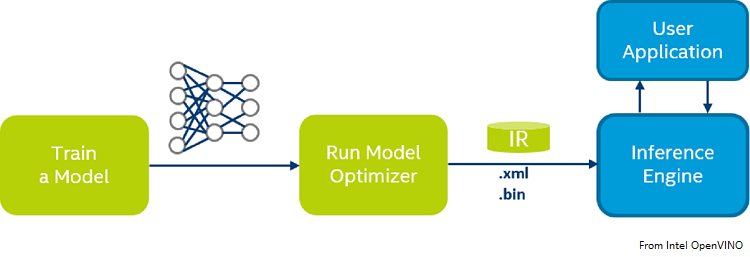 Train
a Model
Run Model
Optimizer
IR
.xml
.bin
User
Application
Inference
Engine
From Intel OpenVINO